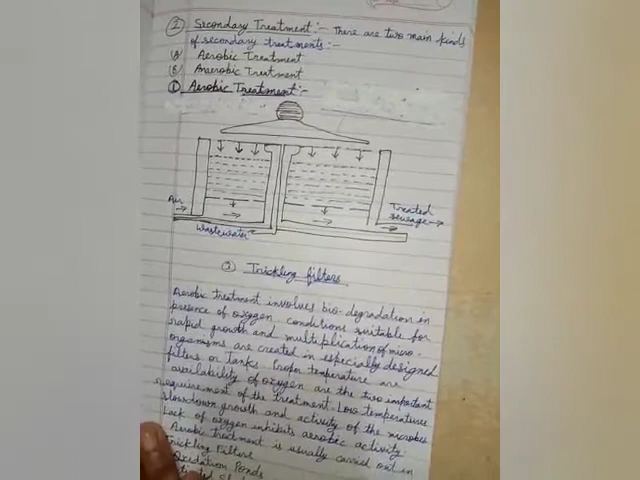 ② Secondary Treatment :- There are two main kinds
of secondary treatments :-
(A) Aerobic Treatment
(B) Anaerobic Treatment
① Aerobic Treatment :-
Air
Treated
sewage
Wastewater
① Trickling filters
Aerobic treatment involves bio-degradation in
presence of oxygen conditions suitable for
rapid growth and multiplication of micro-
organisms are created in especially designed
filters or Tanks. Proper temperature are
availability of oxygen are the two important
requirement of the treatment. Low temperature
slowdown growth and activity of the microbes
Lack of oxygen inhibits aerobic activity.
Aerobic treatment is usually carried out in
Trickling Filture
Oxidation Ponds